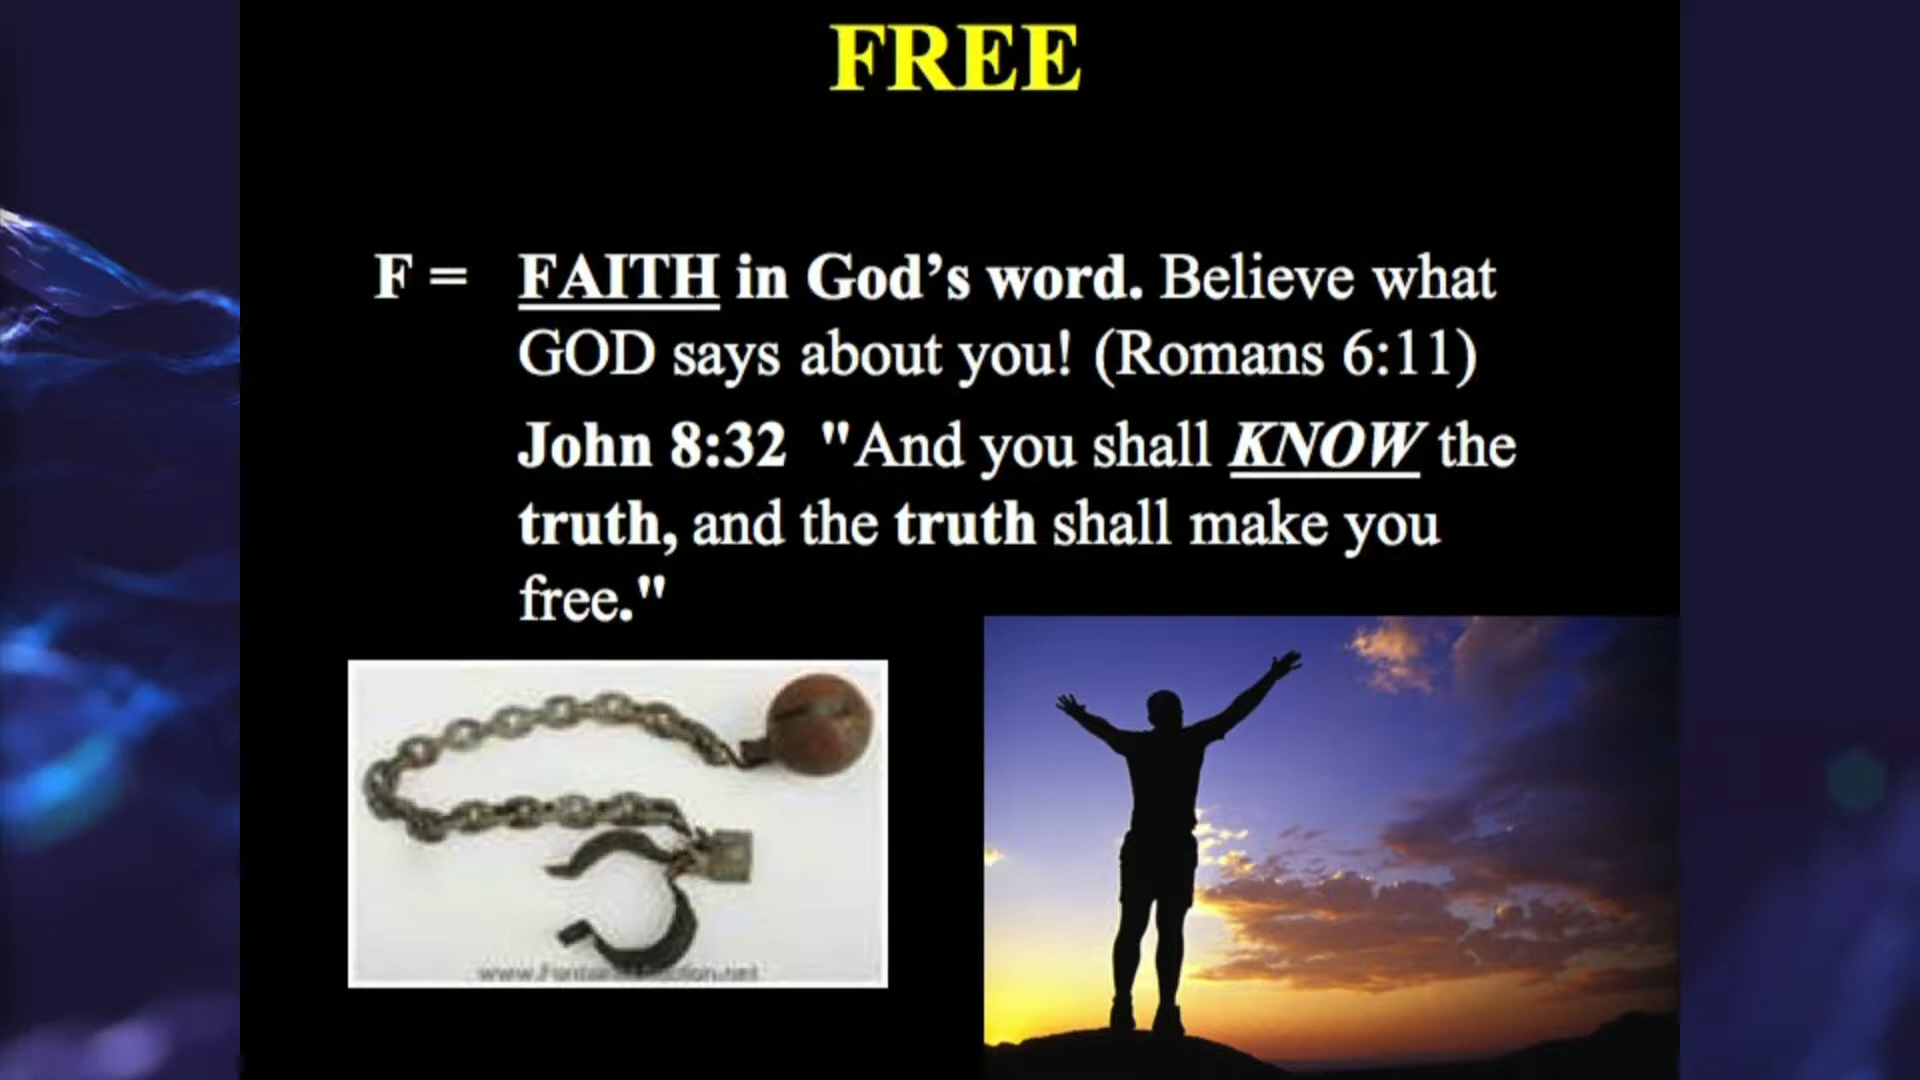 FREE
F = FAITH in God’s word. Believe what
GOD says about you! (Romans 6:11)
John 8:32 "And you shall KNOW the
truth, and the truth shall make you
free."